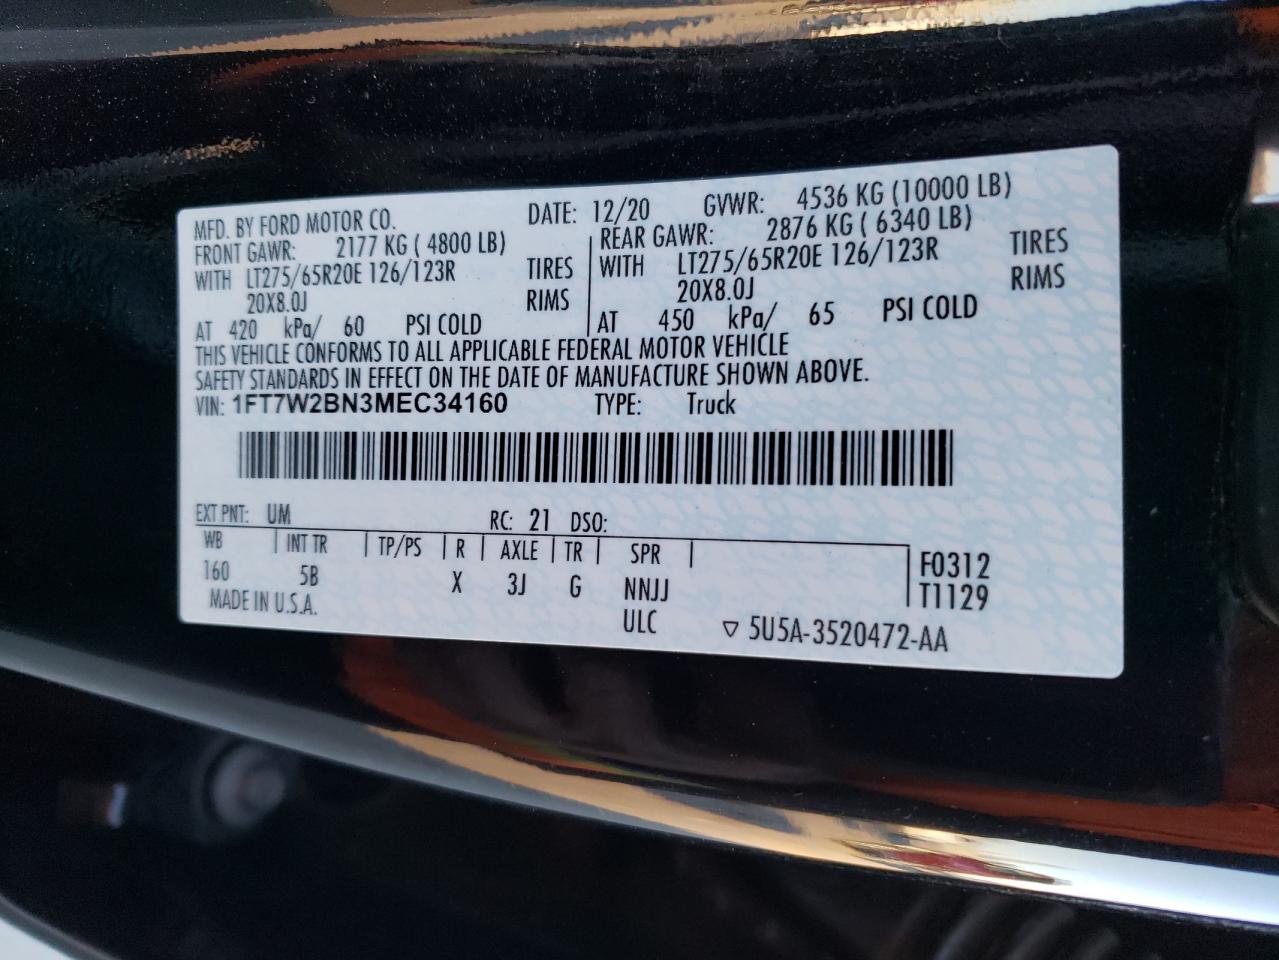 MFD. BY FORD MOTOR CO. DATE: 12/20 GVWR: 4536 KG (10000 LB)
FRONT GAWR: 2177 KG ( 4800 LB) REAR GAWR: 2876 KG ( 6340 LB)
WITH LT275/65R20E 126/123R TIRES WITH LT275/65R20E 126/123R TIRES
20X8.0J RIMS 20X8.0J RIMS
AT 420 kPa/ 60 PSI COLD AT 450 kPa/ 65 PSI COLD
THIS VEHICLE CONFORMS TO ALL APPLICABLE FEDERAL MOTOR VEHICLE
SAFETY STANDARDS IN EFFECT ON THE DATE OF MANUFACTURE SHOWN ABOVE.
VIN: 1FT7W2BN3MEC34160 TYPE: Truck
EXT PNT: UM RC: 21 DSO:
WB INT TR TP/PS R AXLE TR SPR F0312
160 5B X 3J G NNJJ T1129
MADE IN U.S.A. ULC ▽ 5U5A-3520472-AA